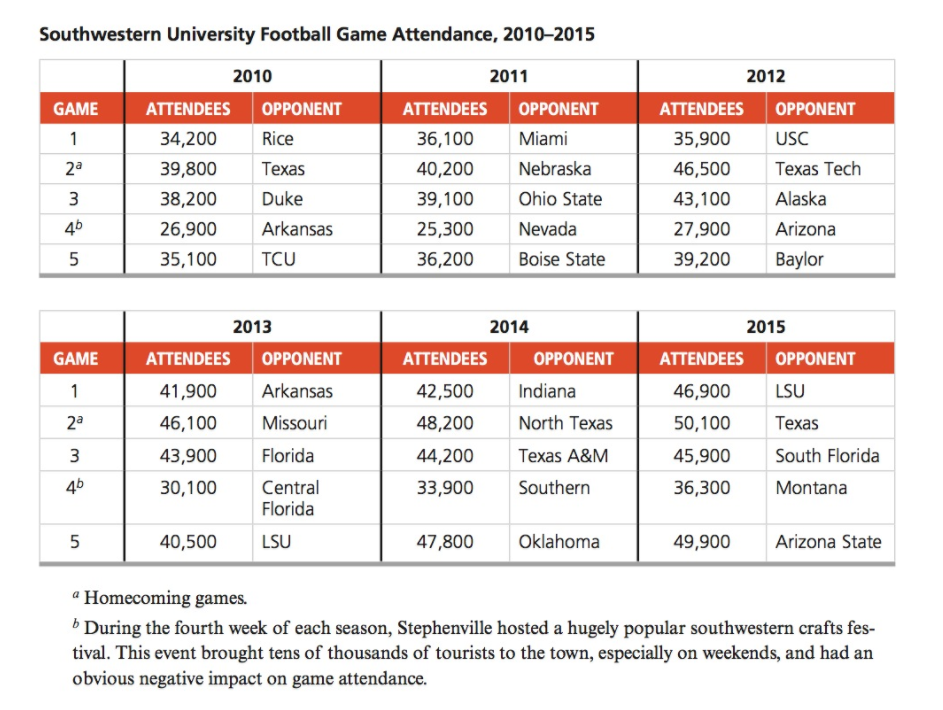 Southwestern University Football Game Attendance, 2010–2015
2010 2011 2012
GAME ATTENDEES OPPONENT ATTENDEES OPPONENT ATTENDEES OPPONENT
1 34,200 Rice 36,100 Miami 35,900 USC
2a 39,800 Texas 40,200 Nebraska 46,500 Texas Tech
3 38,200 Duke 39,100 Ohio State 43,100 Alaska
4b 26,900 Arkansas 25,300 Nevada 27,900 Arizona
5 35,100 TCU 36,200 Boise State 39,200 Baylor
2013 2014 2015
GAME ATTENDEES OPPONENT ATTENDEES OPPONENT ATTENDEES OPPONENT
1 41,900 Arkansas 42,500 Indiana 46,900 LSU
2a 46,100 Missouri 48,200 North Texas 50,100 Texas
3 43,900 Florida 44,200 Texas A&M 45,900 South Florida
4b 30,100 Central 33,900 Southern 36,300 Montana
Florida
5 40,500 LSU 47,800 Oklahoma 49,900 Arizona State
a Homecoming games.
b During the fourth week of each season, Stephenville hosted a hugely popular southwestern crafts fes-
tival. This event brought tens of thousands of tourists to the town, especially on weekends, and had an
obvious negative impact on game attendance.